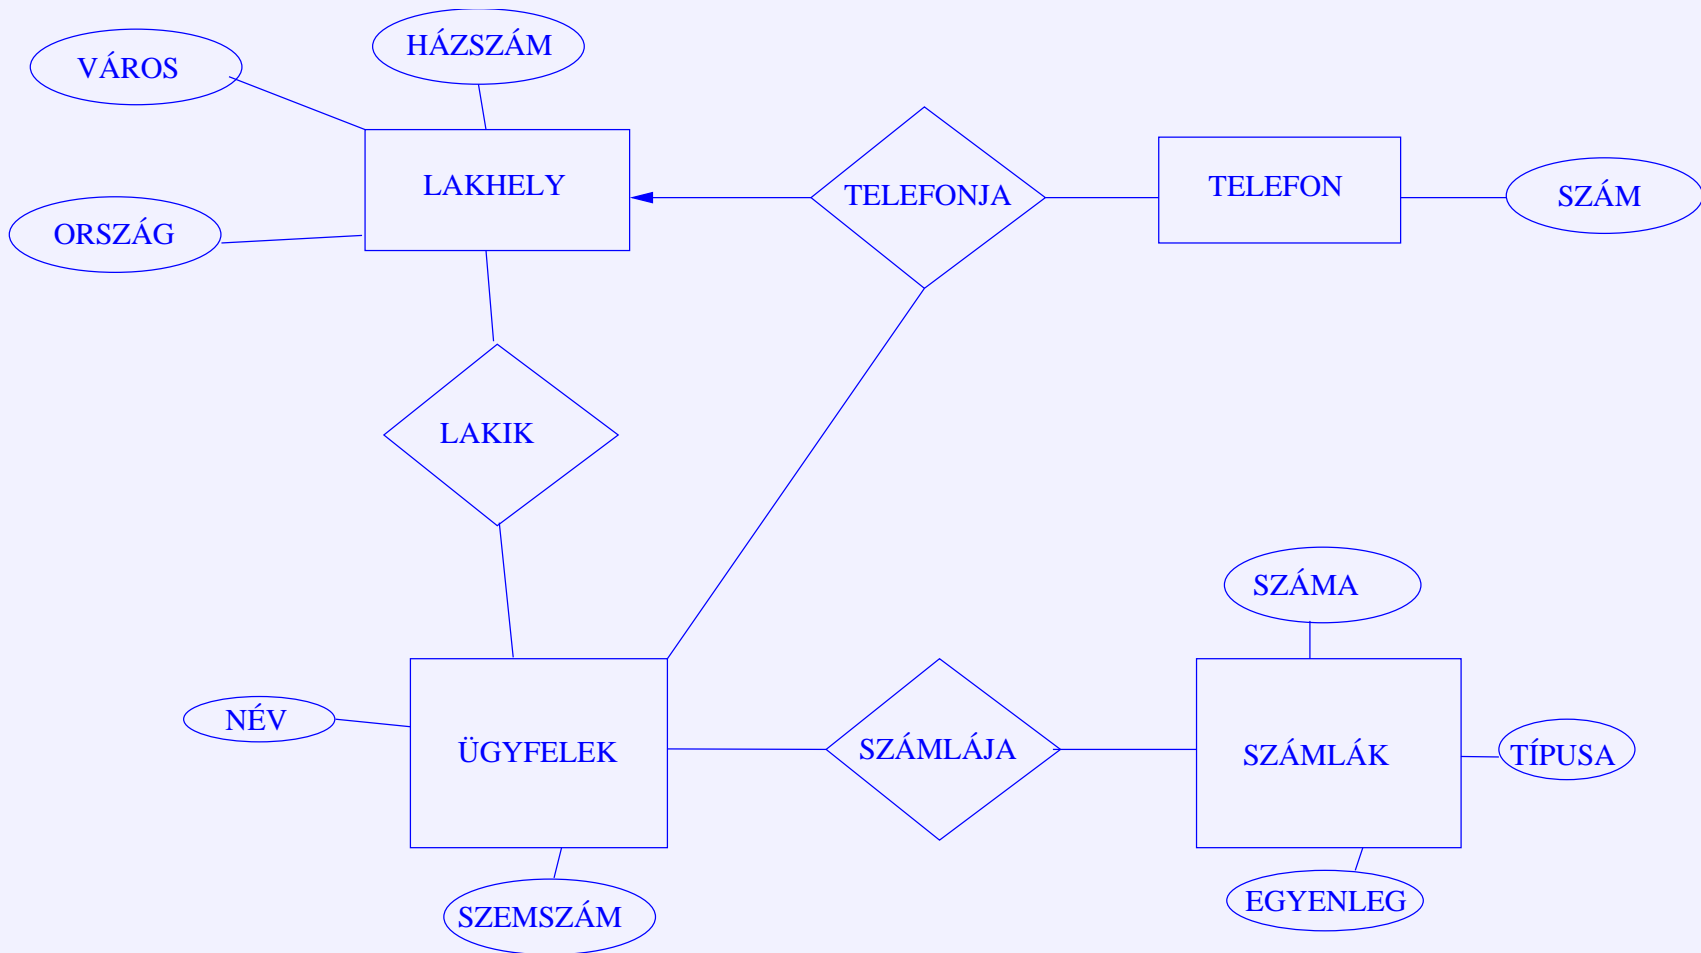 HÁZSZÁM
VÁROS
LAKHELY
TELEFONJA
TELEFON
SZÁM
ORSZÁG
LAKIK
SZÁMA
NÉV
ÜGYFELEK
SZÁMLÁJA
SZÁMLÁK
TÍPUSA
SZEMSZÁM
EGYENLEG